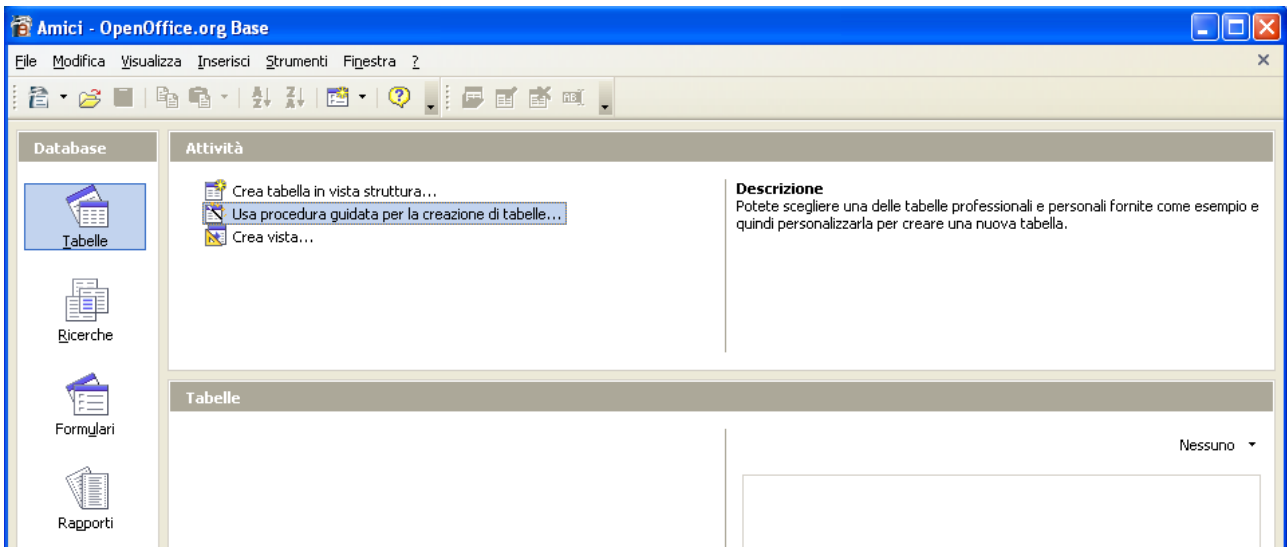 Amici - OpenOffice.org Base
File Modifica Visualizza Inserisci Strumenti Finestra ?
Database
Attività
Tabelle
Ricerche
Formulari
Rapporti
Crea tabella in vista struttura...
Usa procedura guidata per la creazione di tabelle...
Crea vista...
Descrizione
Potete scegliere una delle tabelle professionali e personali fornite come esempio e
quindi personalizzarla per creare una nuova tabella.
Tabelle
Nessuno